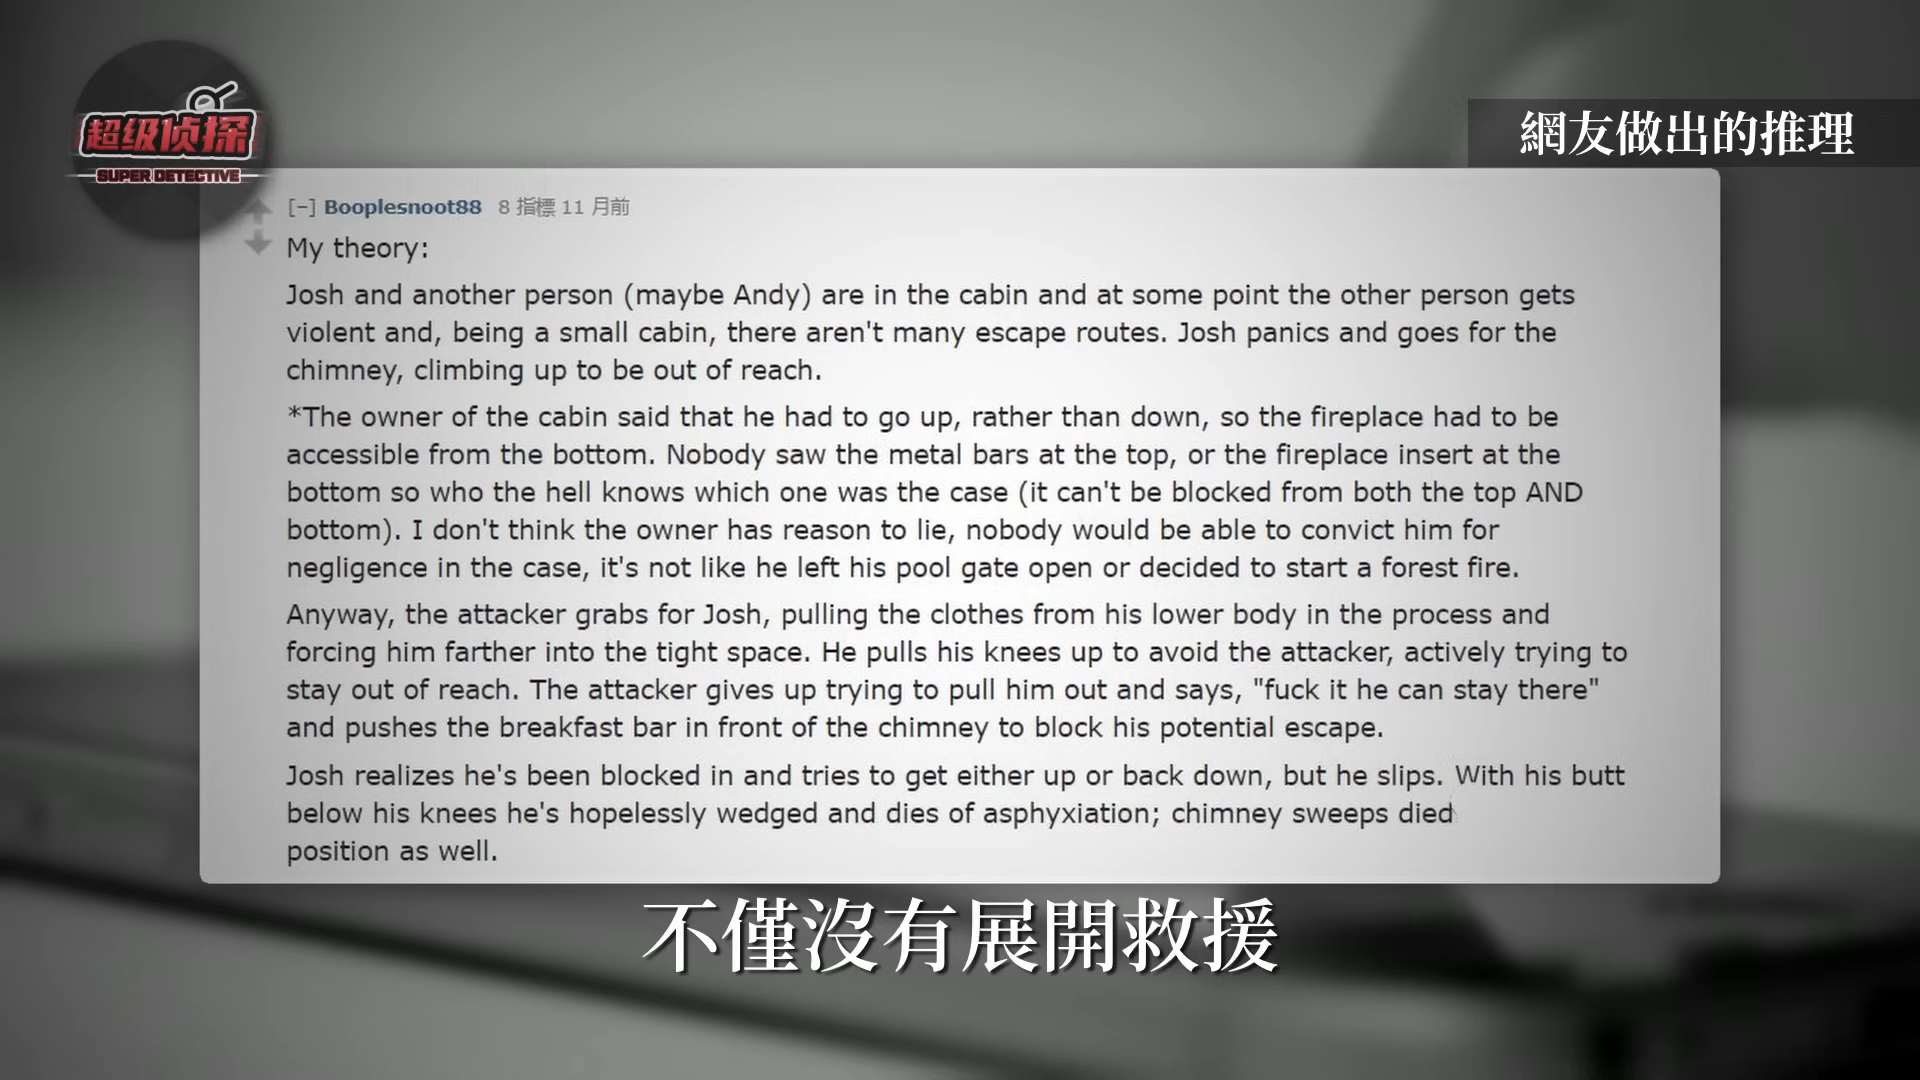 超级侦探
SUPER DETECTIVE
網友做出的推理
[–] Booplesnoot88 8 指標 11 月前
My theory:
Josh and another person (maybe Andy) are in the cabin and at some point the other person gets
violent and, being a small cabin, there aren't many escape routes. Josh panics and goes for the
chimney, climbing up to be out of reach.
*The owner of the cabin said that he had to go up, rather than down, so the fireplace had to be
accessible from the bottom. Nobody saw the metal bars at the top, or the fireplace insert at the
bottom so who the hell knows which one was the case (it can't be blocked from both the top AND
bottom). I don't think the owner has reason to lie, nobody would be able to convict him for
negligence in the case, it's not like he left his pool gate open or decided to start a forest fire.
Anyway, the attacker grabs for Josh, pulling the clothes from his lower body in the process and
forcing him farther into the tight space. He pulls his knees up to avoid the attacker, actively trying to
stay out of reach. The attacker gives up trying to pull him out and says, "fuck it he can stay there"
and pushes the breakfast bar in front of the chimney to block his potential escape.
Josh realizes he's been blocked in and tries to get either up or back down, but he slips. With his butt
below his knees he's hopelessly wedged and dies of asphyxiation; chimney sweeps died
position as well.
不僅沒有展開救援